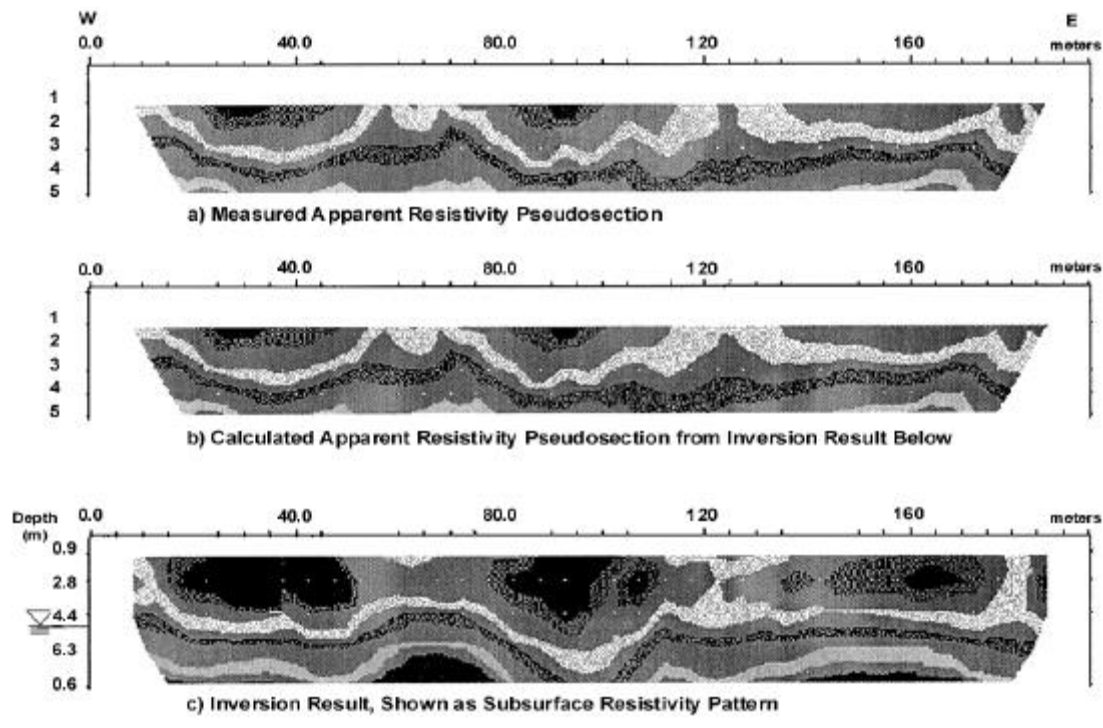 W E
0.0 40.0 80.0 120 160 meters
1
2
3
4
5
a) Measured Apparent Resistivity Pseudosection
0.0 40.0 80.0 120 160 meters
1
2
3
4
5
b) Calculated Apparent Resistivity Pseudosection from Inversion Result Below
Depth 0.0 40.0 80.0 120 160 meters
(m)
0.9
2.8
4.4
6.3
0.6
c) Inversion Result, Shown as Subsurface Resistivity Pattern